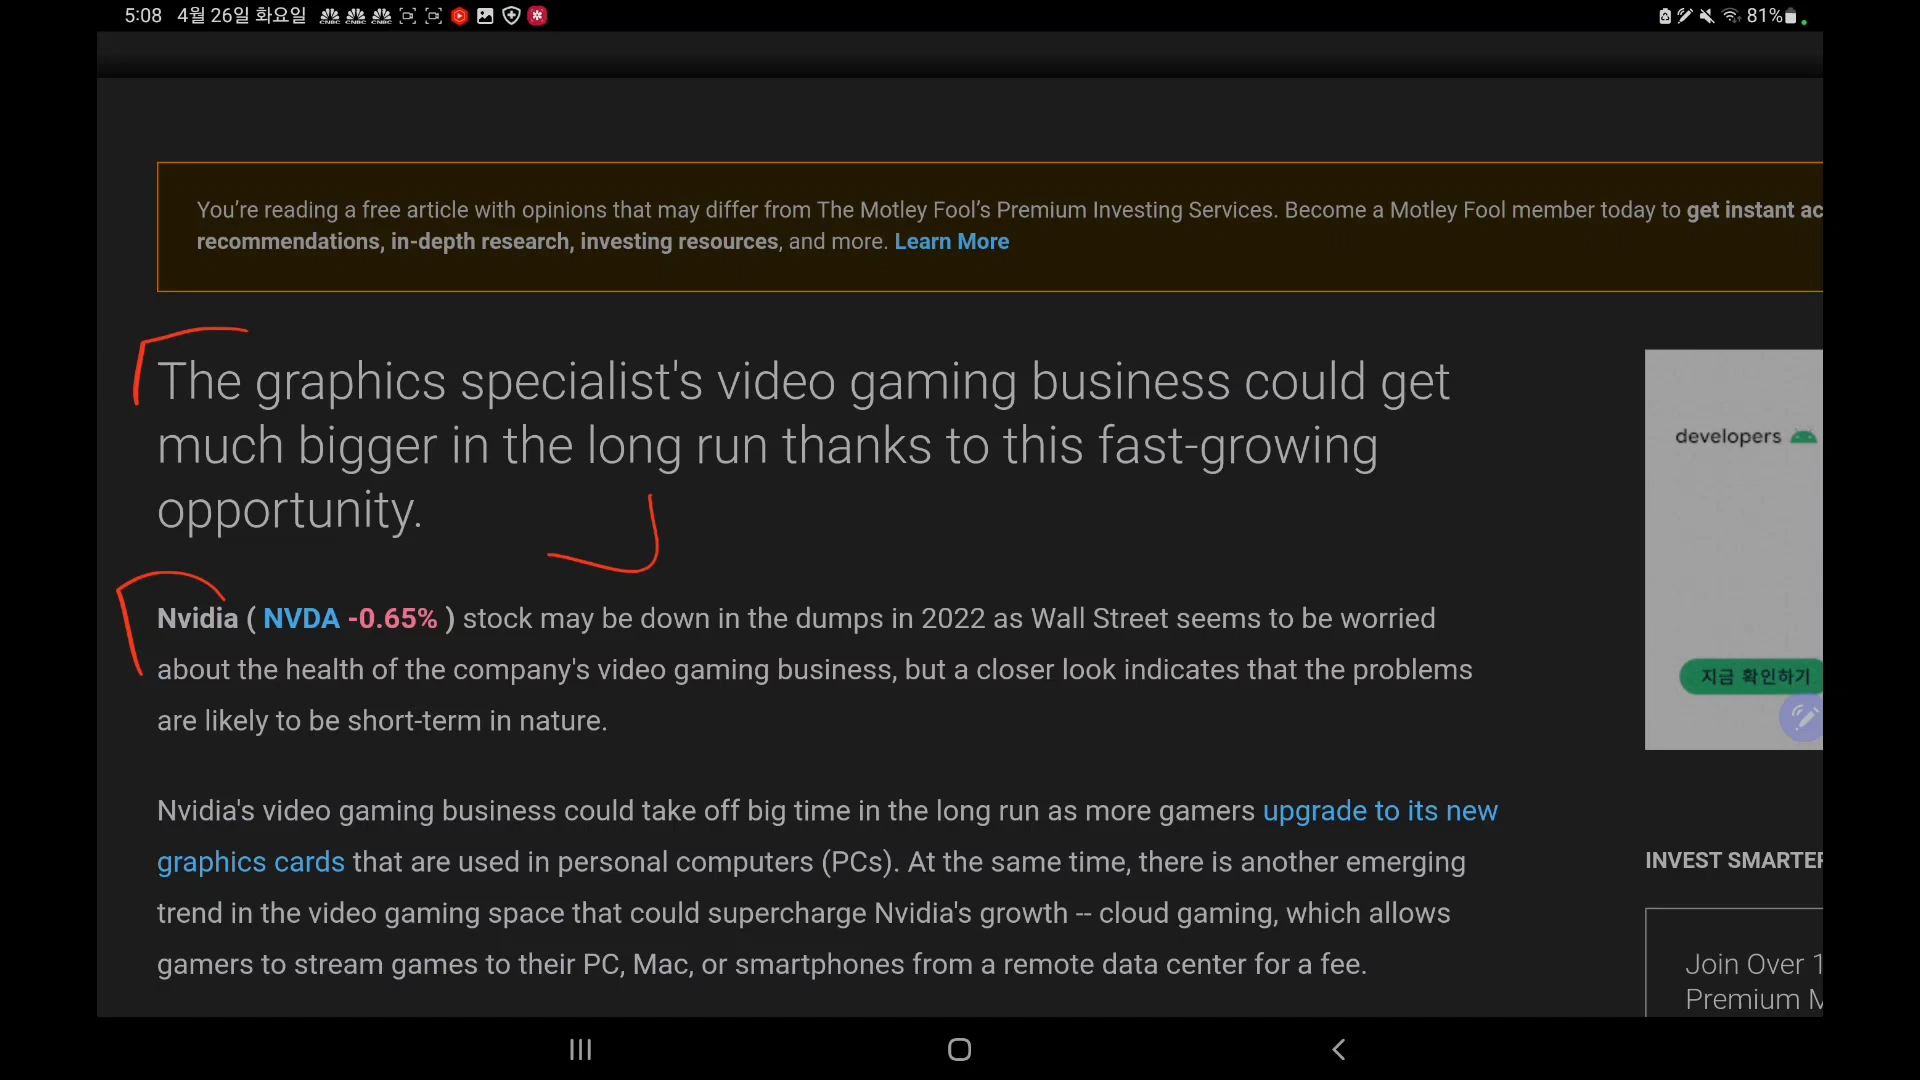 5:08 4월 26일 화요일
81%
You're reading a free article with opinions that may differ from The Motley Fool's Premium Investing Services. Become a Motley Fool member today to get instant ac
recommendations, in-depth research, investing resources, and more. Learn More
The graphics specialist's video gaming business could get
much bigger in the long run thanks to this fast-growing
opportunity.
Nvidia ( NVDA -0.65% ) stock may be down in the dumps in 2022 as Wall Street seems to be worried
about the health of the company's video gaming business, but a closer look indicates that the problems
are likely to be short-term in nature.
Nvidia's video gaming business could take off big time in the long run as more gamers upgrade to its new
graphics cards that are used in personal computers (PCs). At the same time, there is another emerging
trend in the video gaming space that could supercharge Nvidia's growth -- cloud gaming, which allows
gamers to stream games to their PC, Mac, or smartphones from a remote data center for a fee.
developers
지금 확인하기
INVEST SMARTER
Join Over 1
Premium M